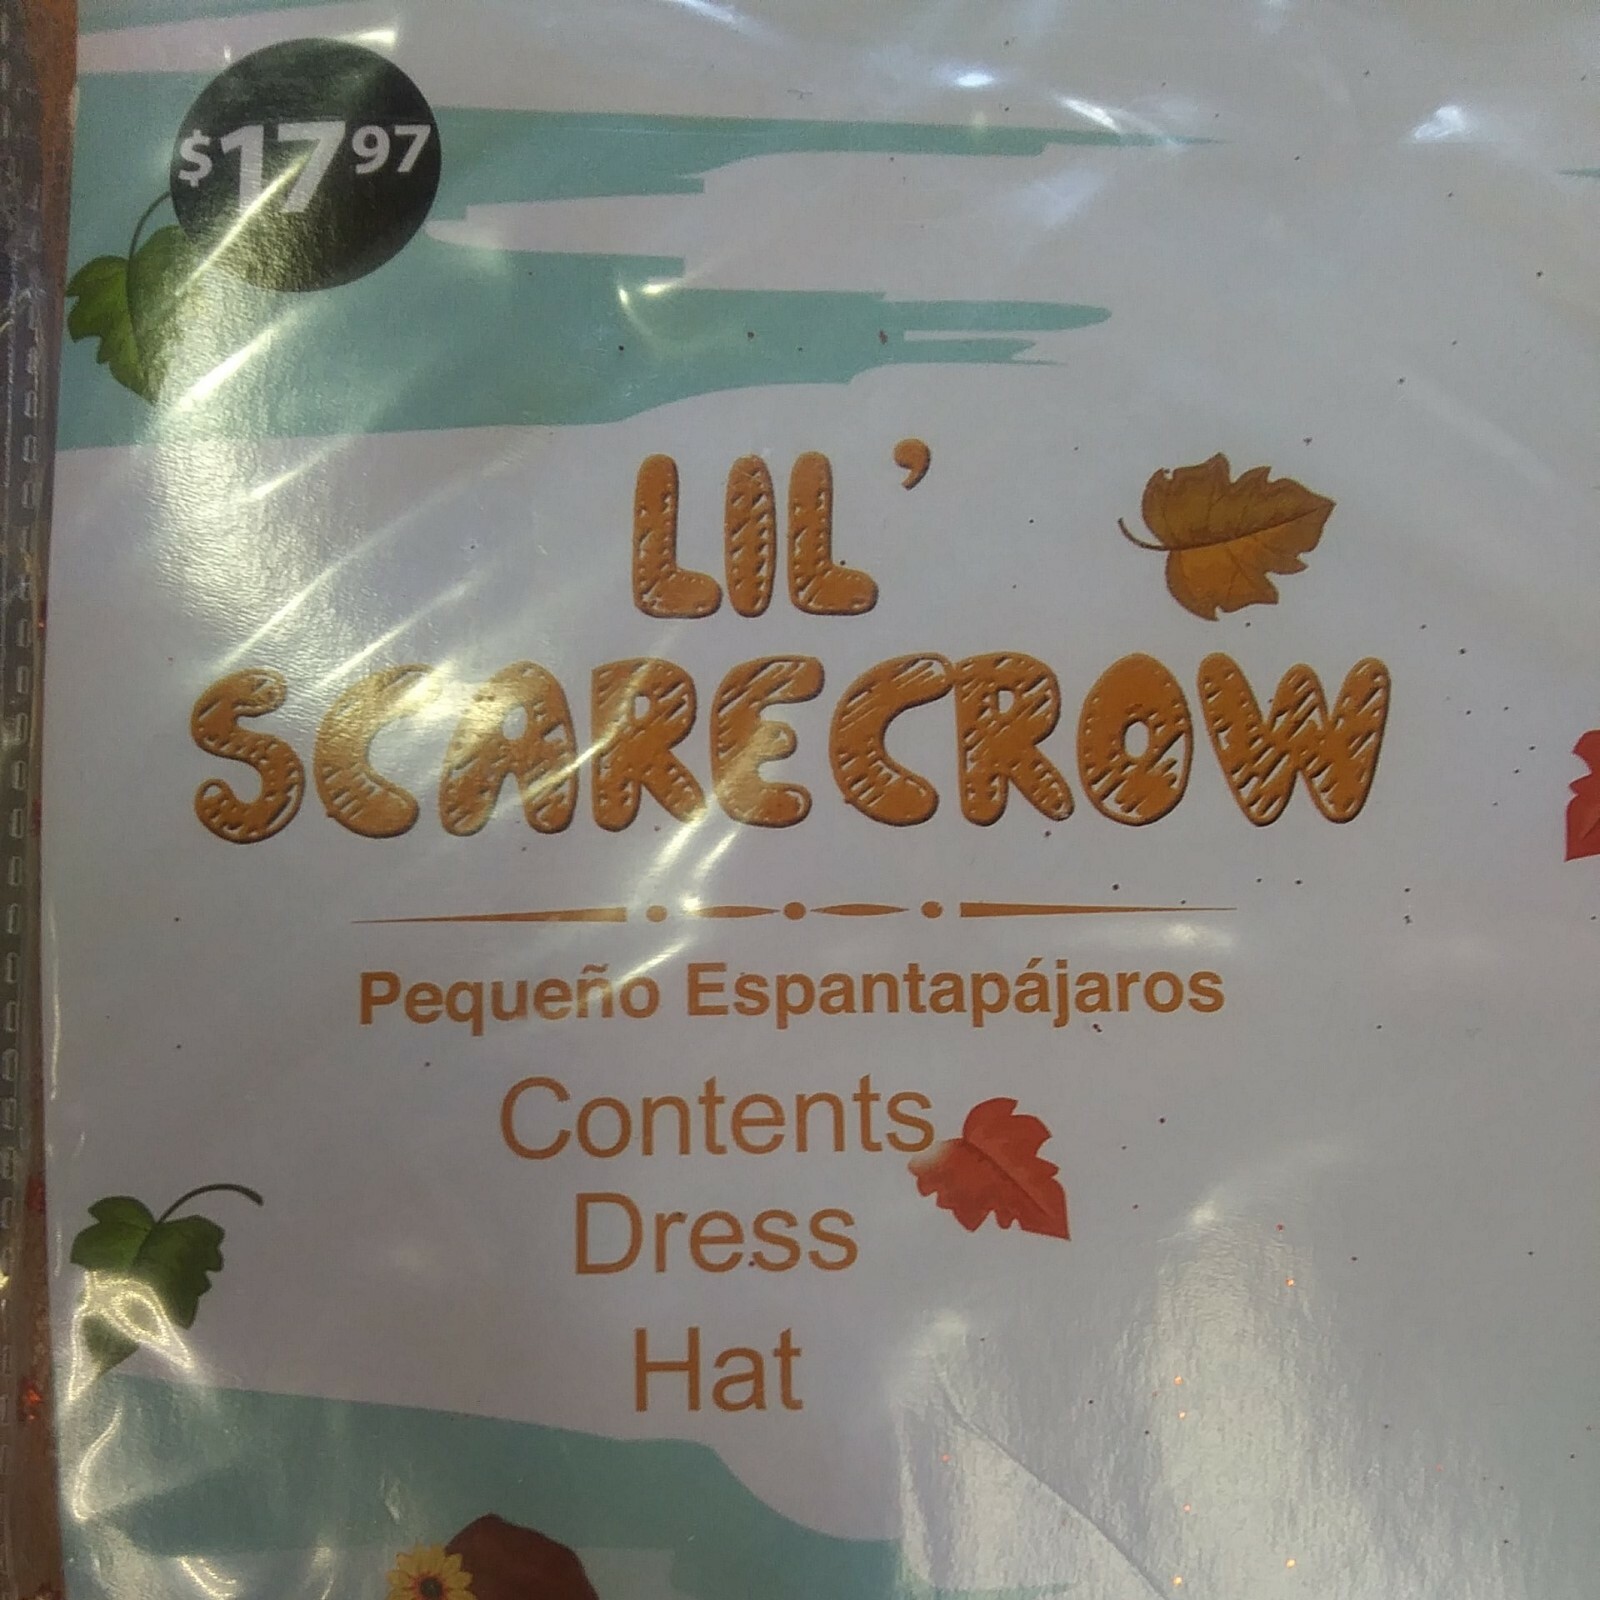 $17.97
LIL'
SCARECROW
Pequeño Espantapájaros
Contents
Dress
Hat